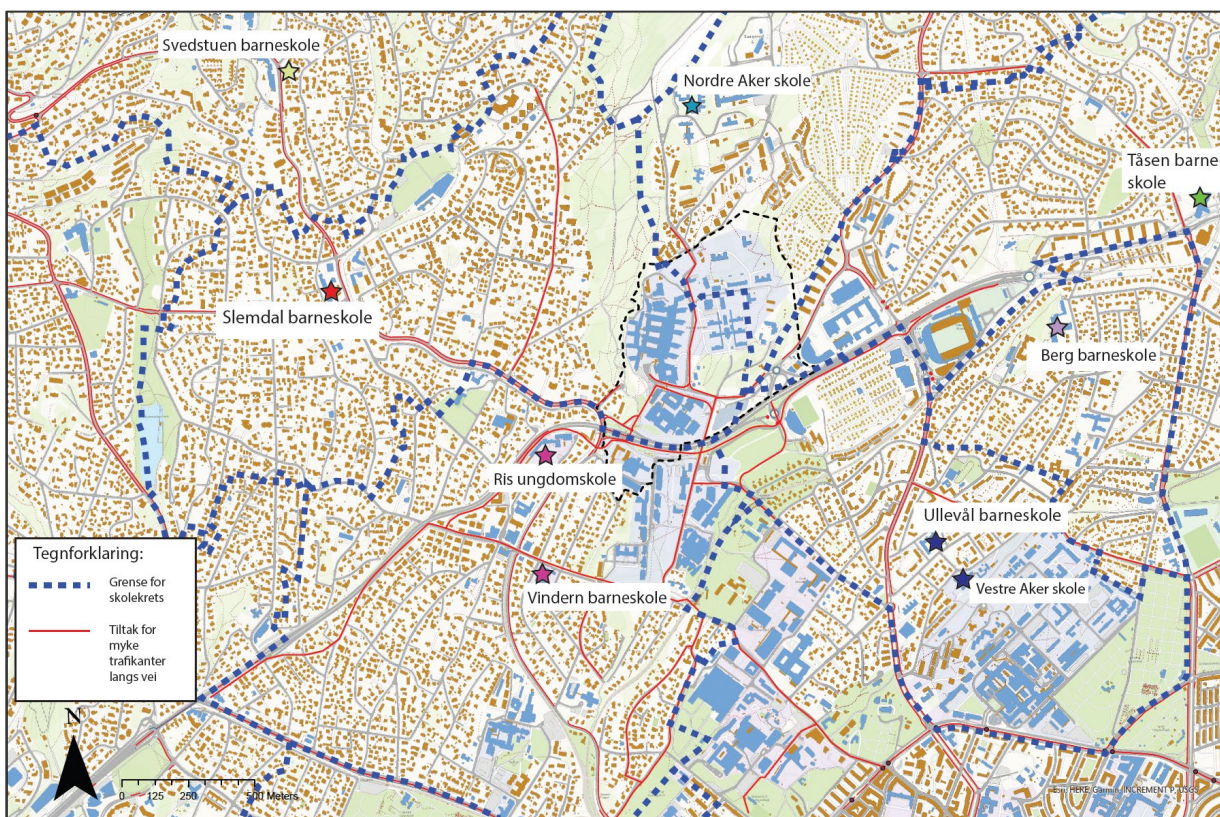 Svedstuen barneskole
Nordre Aker skole
Tåsen barne
skole
Slemdal barneskole
Berg barneskole
Ris ungdomskole
Ullevål barneskole
Vestre Aker skole
Vindern barneskole
Tegnforklaring:
Grense for
skolekrets
Tiltak for
myke
trafikanter
langs vei
N
0 125 250 500 Meters
Esri, HERE, Garmin, INCREMENT P, USGS